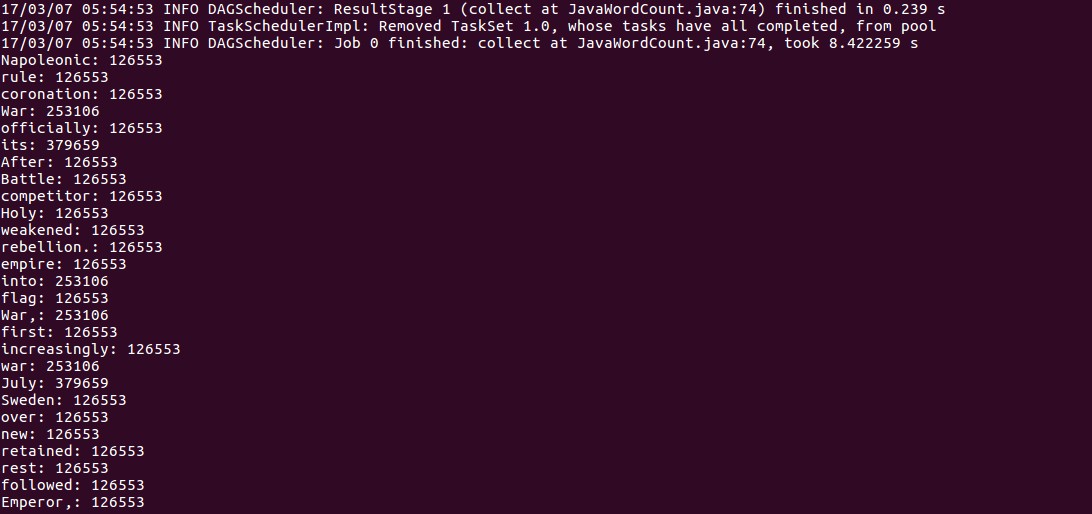 17/03/07 05:54:53 INFO DAGScheduler: ResultStage 1 (collect at JavaWordCount.java:74) finished in 0.239 s
17/03/07 05:54:53 INFO TaskSchedulerImpl: Removed TaskSet 1.0, whose tasks have all completed, from pool
17/03/07 05:54:53 INFO DAGScheduler: Job 0 finished: collect at JavaWordCount.java:74, took 8.422259 s
Napoleonic: 126553
rule: 126553
coronation: 126553
War: 253106
officially: 126553
its: 379659
After: 126553
Battle: 126553
competitor: 126553
Holy: 126553
weakened: 126553
rebellion.: 126553
empire: 126553
into: 253106
flag: 126553
War,: 253106
first: 126553
increasingly: 126553
war: 253106
July: 379659
Sweden: 126553
over: 126553
new: 126553
retained: 126553
rest: 126553
followed: 126553
Emperor,: 126553